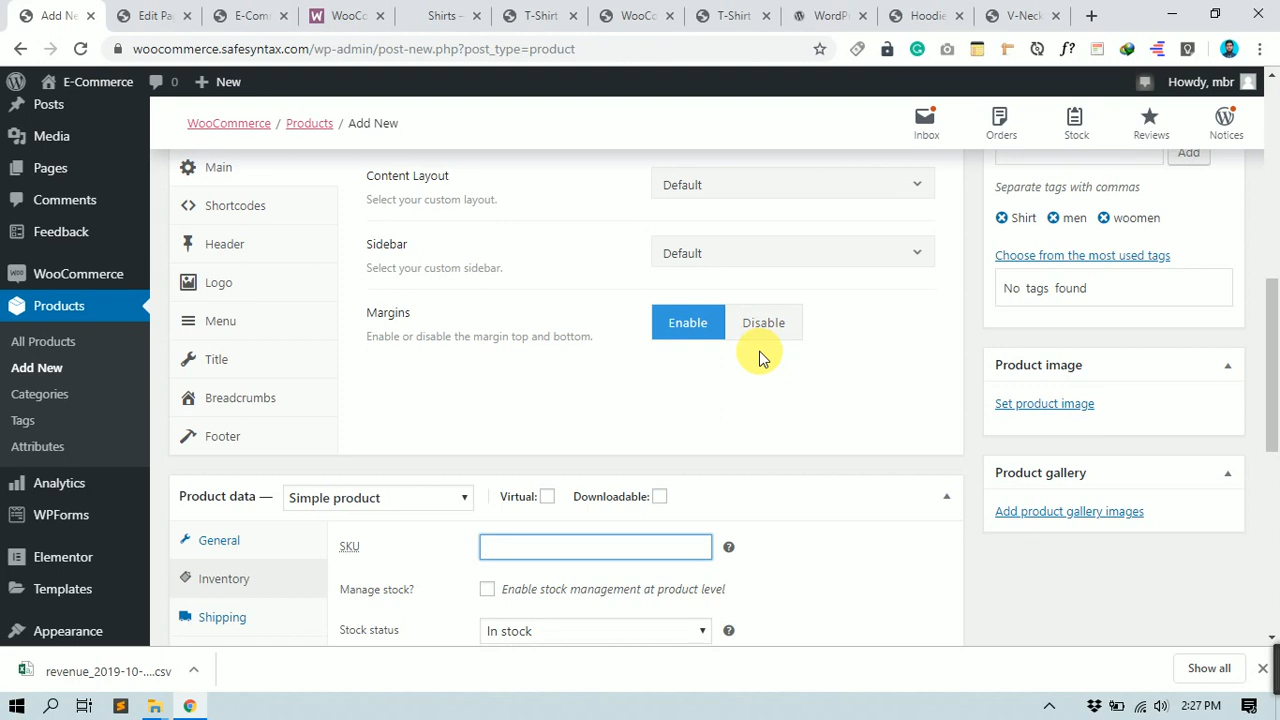 Add Ne
Edit Pag
E-Comm
WooCo
Shirts –
T-Shirt
WooCo
T-Shirt
WordPr
Hoodie
V-Neck
woocommerce.safesyntax.com/wp-admin/post-new.php?post_type=product
f?
E-Commerce
0
New
Howdy, mbr
Posts
Media
Pages
Comments
Feedback
WooCommerce
Products
All Products
Add New
Categories
Tags
Attributes
Analytics
WPForms
Elementor
Templates
Appearance
WooCommerce / Products / Add New
Inbox
Orders
Stock
Reviews
Notices
Main
Shortcodes
Header
Logo
Menu
Title
Breadcrumbs
Footer
Content Layout
Select your custom layout.
Default
Sidebar
Select your custom sidebar.
Default
Margins
Enable or disable the margin top and bottom.
Enable
Disable
Product data —
Simple product
Virtual:
Downloadable:
General
Inventory
Shipping
SKU
Manage stock?
Enable stock management at product level
Stock status
In stock
Add
Separate tags with commas
Shirt
men
woomen
Choose from the most used tags
No tags found
Product image
Set product image
Product gallery
Add product gallery images
revenue_2019-10-....csv
Show all
2:27 PM